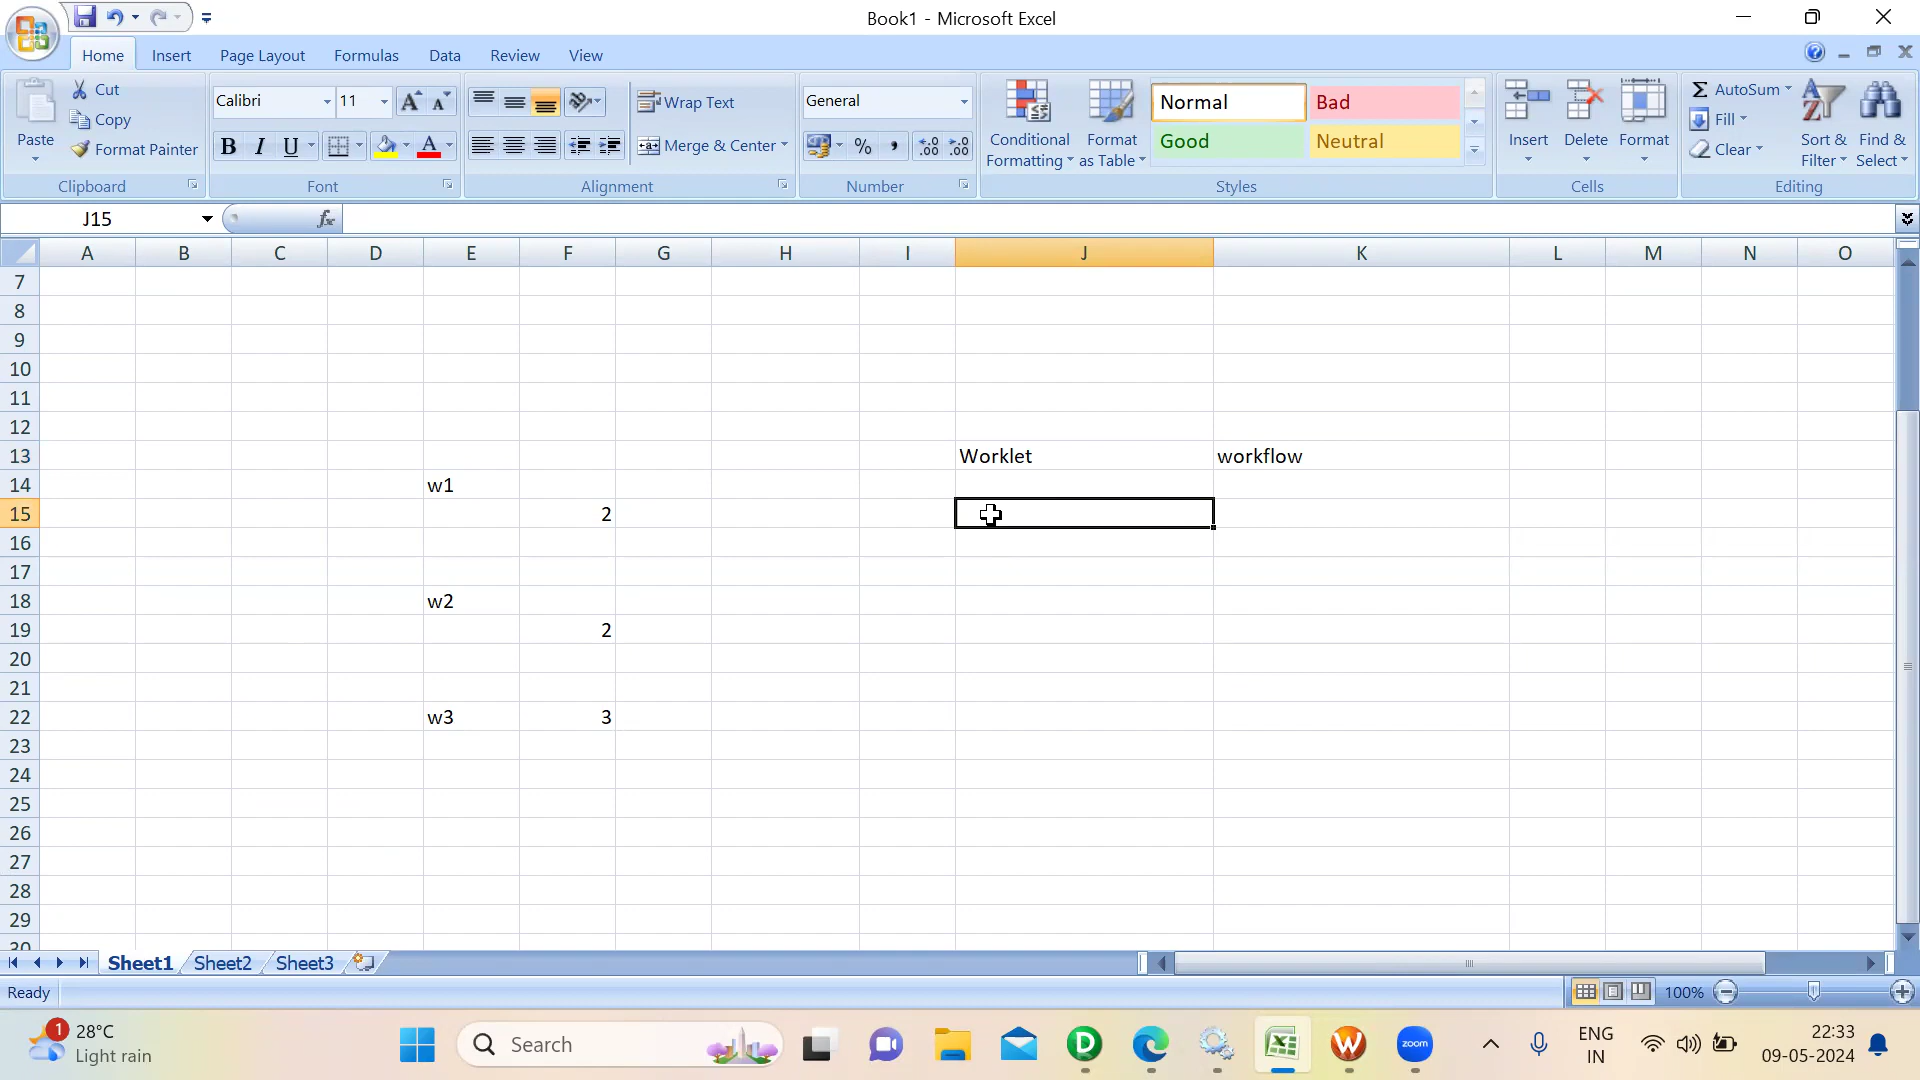 Book1 - Microsoft Excel
Home Insert Page Layout Formulas Data Review View
Paste
Cut
Copy
Format Painter
Clipboard
Calibri 11
B I U
Font
Wrap Text
Merge & Center
Alignment
General
%
Number
Conditional Formatting
Format as Table
Normal Bad
Good Neutral
Styles
Insert Delete Format
Cells
Σ AutoSum
Fill
Clear
Sort & Filter
Find & Select
Editing
J15 fx
A B C D E F G H I J K L M N O
7
8
9
10
11
12
13 Worklet workflow
14 w1
15 2
16
17
18 w2
19 2
20
21
22 w3 3
23
24
25
26
27
28
29
30
Sheet1 Sheet2 Sheet3
Ready 100%
1 28°C
Light rain
Search
zoom
ENG
IN
22:33
09-05-2024